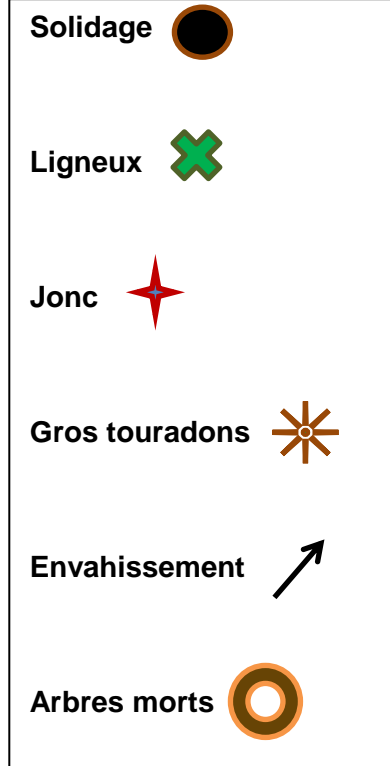 Solidage
Ligneux
Jonc
Gros touradons
Envahissement
Arbres morts